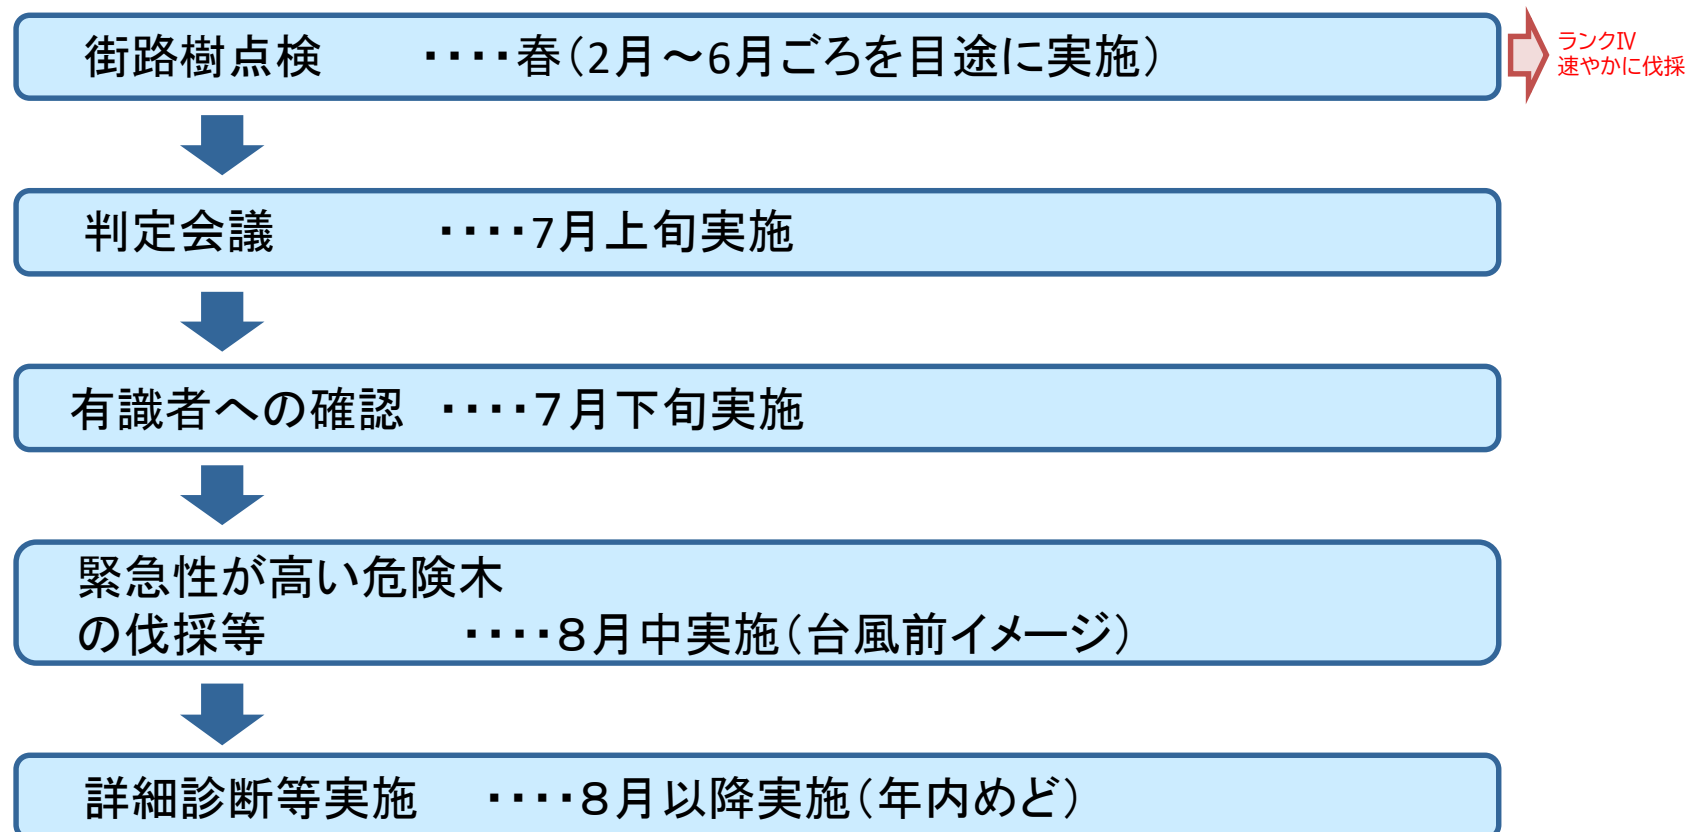 街路樹点検 ････春（2月～6月ごろを目途に実施）
ランクⅣ
速やかに伐採
判定会議 ････7月上旬実施
有識者への確認 ････７月下旬実施
緊急性が高い危険木
の伐採等 ････８月中実施（台風前イメージ）
詳細診断等実施 ････８月以降実施（年内めど）